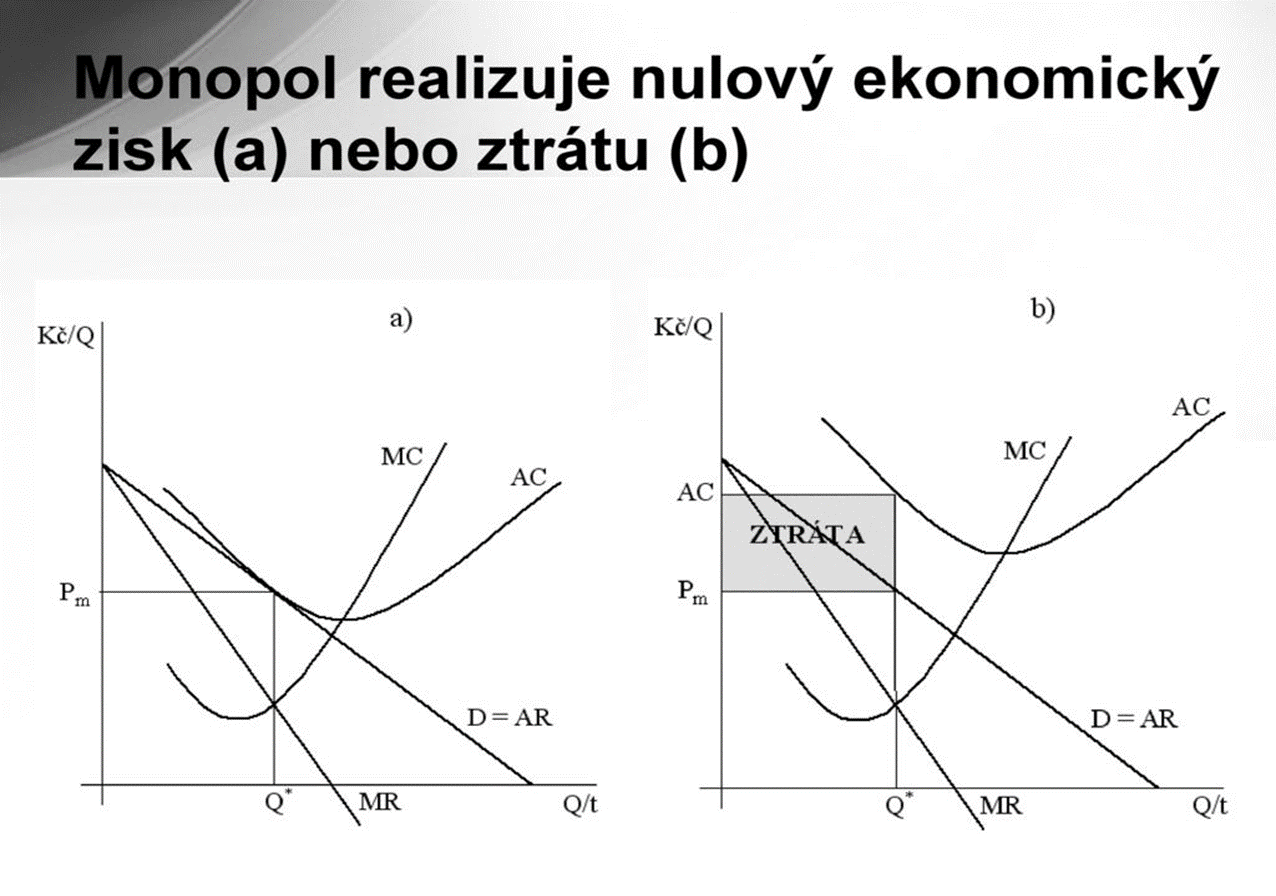 Monopol realizuje nulový ekonomický
zisk (a) nebo ztrátu (b)
a)
Kč/Q
MC
AC
Pm
D = AR
Q*
MR
Q/t
b)
Kč/Q
AC
MC
AC
ZTRÁTA
Pm
D = AR
Q*
MR
Q/t